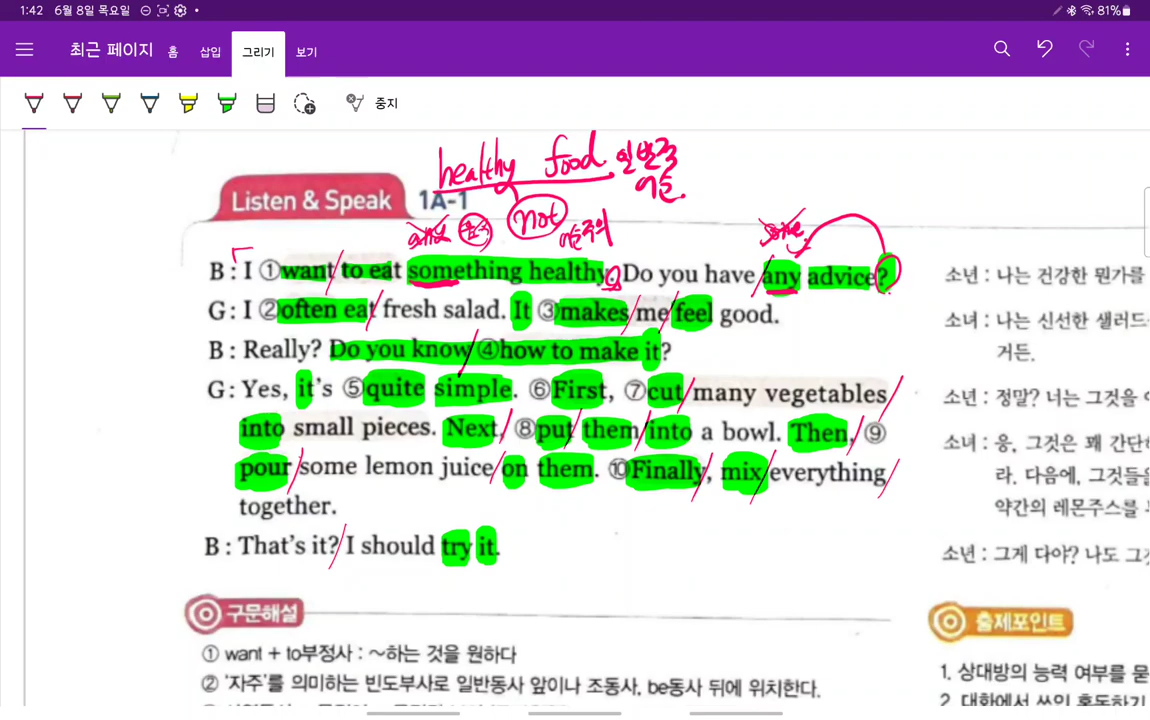 1:42 6월 8일 목요일 81%
최근 페이지 홈 삽입 그리기 보기
중지
healthy food 일반적
어순.
Listen & Speak 1A-1
not
어순주의
B : I ①want to eat something healthy. Do you have any advice?
소년 : 나는 건강한 뭔가를
G : I ②often eat fresh salad. It ③makes me feel good.
소녀 : 나는 신선한 샐러드
거든.
B : Really? Do you know ④how to make it?
소년 : 정말? 너는 그것을
G : Yes, it's ⑤quite simple. ⑥First, ⑦cut many vegetables
소녀 : 응, 그것은 꽤 간단
into small pieces. Next, ⑧put them into a bowl. Then, ⑨
라. 다음에, 그것들을
pour some lemon juice on them. ⑩Finally, mix everything
약간의 레몬주스를
together.
B : That's it? I should try it.
소년 : 그게 다야? 나도
구문해설
출제포인트
① want + to부정사 : ～하는 것을 원하다
② '자주'를 의미하는 빈도부사로 일반동사 앞이나 조동사, be동사 뒤에 위치한다.
1. 상대방의 능력 여부를
2. 대화에서 쓰인